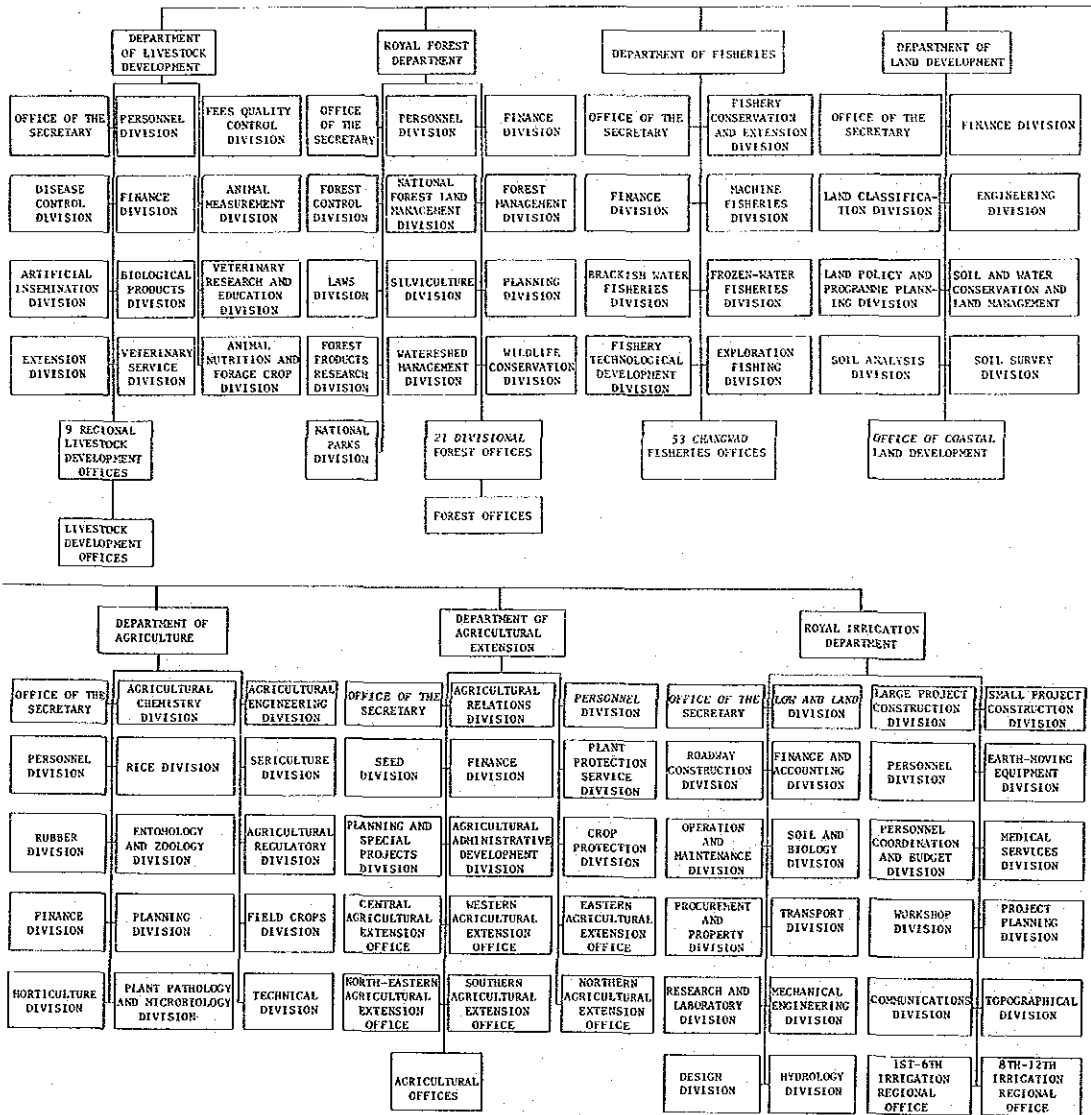 DEPARTMENT
OF LIVESTOCK
DEVELOPMENT
ROYAL FOREST
DEPARTMENT
DEPARTMENT OF FISHERIES
DEPARTMENT OF
LAND DEVELOPMENT
OFFICE OF THE
SECRETARY
PERSONNEL
DIVISION
FEES QUALITY
CONTROL
DIVISION
OFFICE
OF THE
SECRETARY
PERSONNEL
DIVISION
FINANCE
DIVISION
OFFICE OF THE
SECRETARY
FISHERY
CONSERVATION
AND EXTENSION
DIVISION
OFFICE OF THE
SECRETARY
FINANCE DIVISION
DISEASE
CONTROL
DIVISION
FINANCE
DIVISION
ANIMAL
MEASUREMENT
DIVISION
FOREST
CONTROL
DIVISION
NATIONAL
FOREST LAND
MANAGEMENT
DIVISION
FOREST
MANAGEMENT
DIVISION
FINANCE
DIVISION
MACHINE
FISHERIES
DIVISION
LAND CLASSIFICA-
TION DIVISION
ENGINEERING
DIVISION
ARTIFICIAL
INSSEMINATION
DIVISION
BIOLOGICAL
PRODUCTS
DIVISION
VETERINARY
RESEARCH AND
EDUCATION
DIVISION
LAWS
DIVISION
SILVICULTURE
DIVISION
PLANNING
DIVISION
BRACKISH WATER
FISHERIES
DIVISION
FROZEN-WATER
FISHERIES
DIVISION
LAND POLICY AND
PROGRAMME PLAN-
NING DIVISION
SOIL AND WATER
CONSERVATION AND
LAND MANAGEMENT
EXTENSION
DIVISION
VETERINARY
SERVICE
DIVISION
ANIMAL
NUTRITION AND
FORAGE CROP
DIVISION
FOREST
PRODUCTS
RESEARCH
DIVISION
WATERESHED
MANAGEMENT
DIVISION
WILDLIFE
CONSERVATION
DIVISION
FISHERY
TECHNOLOGICAL
DEVELOPMENT
DIVISION
EXPLORATION
FISHING
DIVISION
SOIL ANALYSIS
DIVISION
SOIL SURVEY
DIVISION
9 REGIONAL
LIVESTOCK
DEVELOPMENT
OFFICES
NATIONAL
PARKS
DIVISION
21 DIVISIONAL
FOREST OFFICES
53 CHANGWAD
FISHERIES OFFICES
OFFICE OF COASTAL
LAND DEVELOPMENT
LIVESTOCK
DEVELOPMENT
OFFICES
FOREST OFFICES
DEPARTMENT OF
AGRICULTURE
DEPARTMENT OF
AGRICULTURAL
EXTENSION
ROYAL IRRIGATION
DEPARTMENT
OFFICE OF THE
SECRETARY
AGRICULTURAL
CHEMISTRY
DIVISION
AGRICULTURAL
ENGINEERING
DIVISION
OFFICE OF THE
SECRETARY
AGRICULTURAL
RELATIONS
DIVISION
PERSONNEL
DIVISION
OFFICE OF THE
SECRETARY
LOW AND LAND
DIVISION
LARGE PROJECT
CONSTRUCTION
DIVISION
SMALL PROJECT
CONSTRUCTION
DIVISION
PERSONNEL
DIVISION
RICE DIVISION
SERICULTURE
DIVISION
SEED
DIVISION
FINANCE
DIVISION
PLANT
PROTECTION
SERVICE
DIVISION
ROADWAY
CONSTRUCTION
DIVISION
FINANCE AND
ACCOUNTING
DIVISION
PERSONNEL
DIVISION
EARTH-MOVING
EQUIPMENT
DIVISION
RUBBER
DIVISION
ENTOMOLOGY
AND ZOOLOGY
DIVISION
AGRICULTURAL
REGULATORY
DIVISION
PLANNING AND
SPECIAL
PROJECTS
DIVISION
AGRICULTURAL
ADMINISTRATIVE
DEVELOPMENT
DIVISION
CROP
PROTECTION
DIVISION
OPERATION
AND
MAINTENANCE
DIVISION
SOIL AND
BIOLOGY
DIVISION
PERSONNEL
COORDINATION
AND BUDGET
DIVISION
MEDICAL
SERVICES
DIVISION
FINANCE
DIVISION
PLANNING
DIVISION
FIELD CROPS
DIVISION
CENTRAL
AGRICULTURAL
EXTENSION
OFFICE
WESTERN
AGRICULTURAL
EXTENSION
OFFICE
EASTERN
AGRICULTURAL
EXTENSION
OFFICE
PROCUREMENT
AND
PROPERTY
DIVISION
TRANSPORT
DIVISION
WORKSHOP
DIVISION
PROJECT
PLANNING
DIVISION
HORTICULTURE
DIVISION
PLANT PATHOLOGY
AND MICROBIOLOGY
DIVISION
TECHNICAL
DIVISION
NORTH-EASTERN
AGRICULTURAL
EXTENSION
OFFICE
SOUTHERN
AGRICULTURAL
EXTENSION
OFFICE
NORTHERN
AGRICULTURAL
EXTENSION
OFFICE
RESEARCH AND
LABORATORY
DIVISION
MECHANICAL
ENGINEERING
DIVISION
COMMUNICATIONS
DIVISION
TOPOGRAPHICAL
DIVISION
AGRICULTURAL
OFFICES
DESIGN
DIVISION
HYDROLOGY
DIVISION
1ST-6TH
IRRIGATION
REGIONAL
OFFICE
8TH-12TH
IRRIGATION
REGIONAL
OFFICE